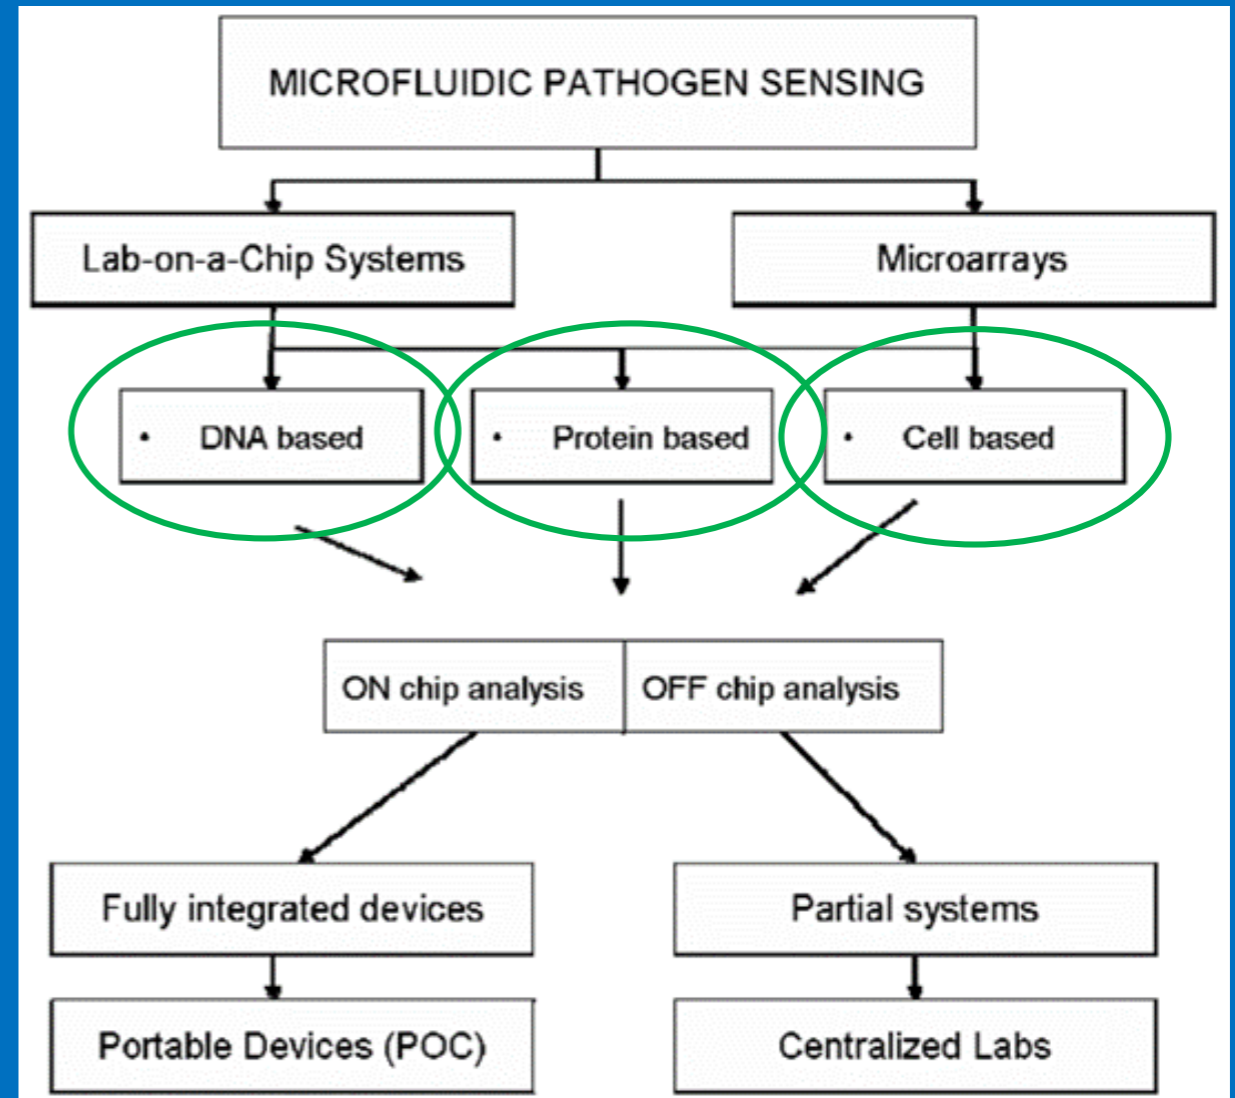 MICROFLUIDIC PATHOGEN SENSING
Lab-on-a-Chip Systems
Microarrays
• DNA based
• Protein based
• Cell based
ON chip analysis
OFF chip analysis
Fully integrated devices
Partial systems
Portable Devices (POC)
Centralized Labs